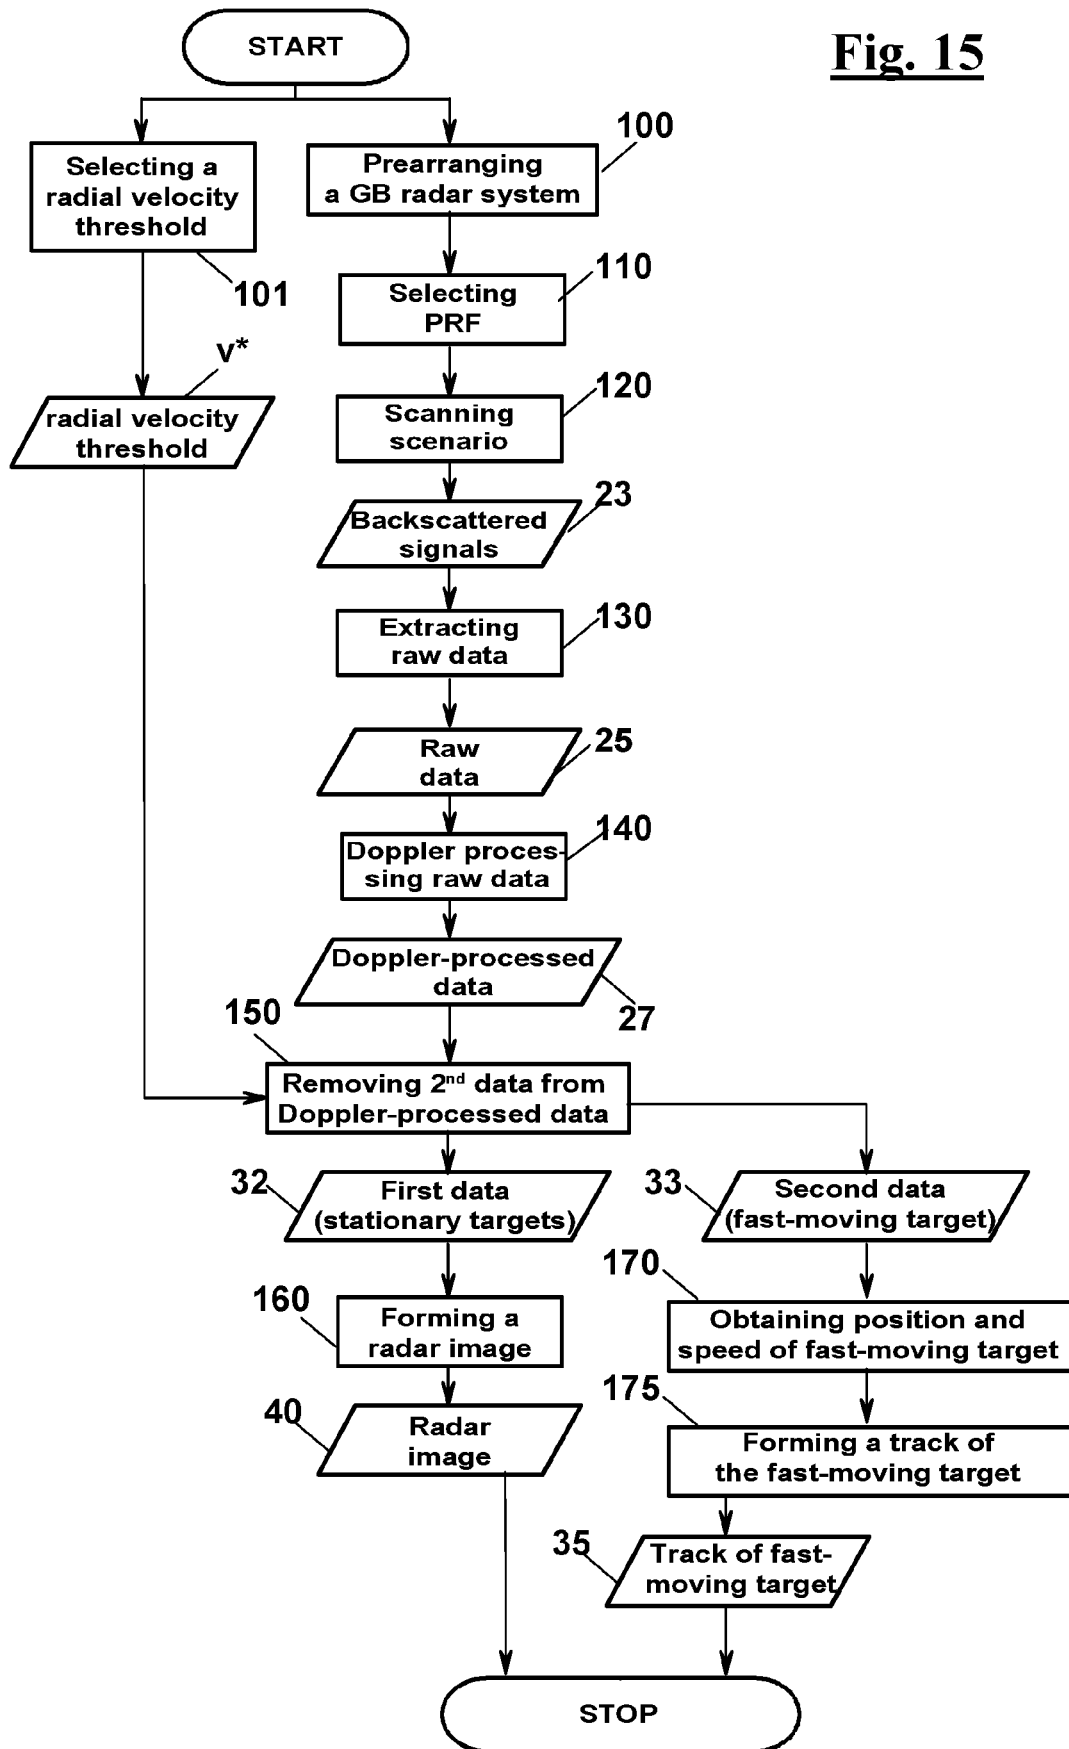 START
Fig. 15
100
Selecting a
radial velocity
threshold
Prearranging
a GB radar system
101
110
Selecting
PRF
v*
120
radial velocity
threshold
Scanning
scenario
23
Backscattered
signals
130
Extracting
raw data
25
Raw
data
140
Doppler proces-
sing raw data
Doppler-processed
data
27
150
Removing 2nd data from
Doppler-processed data
32
First data
(stationary targets)
33
Second data
(fast-moving target)
170
160
Forming a
radar image
Obtaining position and
speed of fast-moving target
175
40
Radar
image
Forming a track of
the fast-moving target
35
Track of fast-
moving target
STOP